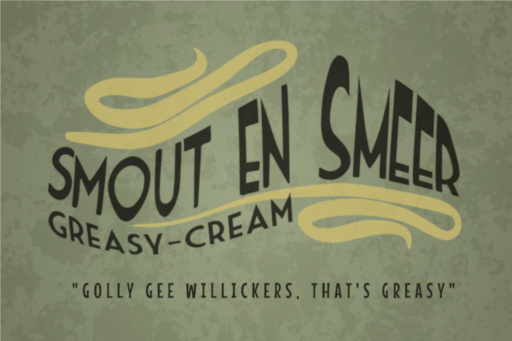 SMOUT EN SMEER
GREASY-CREAM
"GOLLY GEE WILLICKERS, THAT'S GREASY"